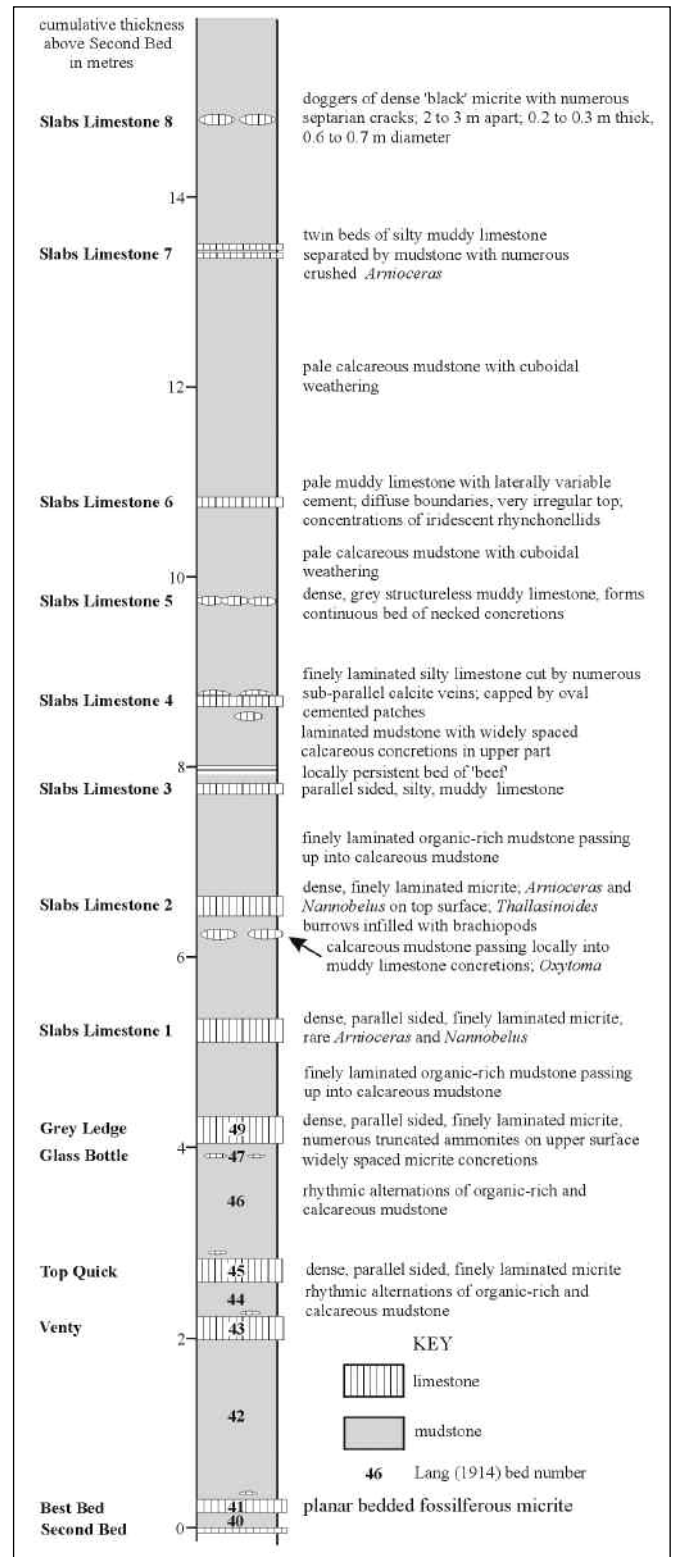 cumulative thickness
above Second Bed
in metres
Slabs Limestone 8
doggers of dense 'black' micrite with numerous
septarian cracks; 2 to 3 m apart; 0.2 to 0.3 m thick,
0.6 to 0.7 m diameter
14
Slabs Limestone 7
twin beds of silty muddy limestone
separated by mudstone with numerous
crushed Arnioceras
12
pale calcareous mudstone with cuboidal
weathering
Slabs Limestone 6
pale muddy limestone with laterally variable
cement; diffuse boundaries, very irregular top;
concentrations of iridescent rhynchonellids
10
pale calcareous mudstone with cuboidal
weathering
Slabs Limestone 5
dense, grey structureless muddy limestone, forms
continuous bed of necked concretions
Slabs Limestone 4
finely laminated silty limestone cut by numerous
sub-parallel calcite veins; capped by oval
cemented patches
laminated mudstone with widely spaced
calcareous concretions in upper part
8
locally persistent bed of 'beef'
Slabs Limestone 3
parallel sided, silty, muddy limestone
finely laminated organic-rich mudstone passing
up into calcareous mudstone
Slabs Limestone 2
dense, finely laminated micrite; Arnioceras and
Nannobelus on top surface; Thallasinoides
burrows infilled with brachiopods
calcareous mudstone passing locally into
muddy limestone concretions; Oxytoma
6
Slabs Limestone 1
dense, parallel sided, finely laminated micrite,
rare Arnioceras and Nannobelus
finely laminated organic-rich mudstone passing
up into calcareous mudstone
Grey Ledge
49
dense, parallel sided, finely laminated micrite,
numerous truncated ammonites on upper surface
4
Glass Bottle
47
widely spaced micrite concretions
46
rhythmic alternations of organic-rich and
calcareous mudstone
Top Quick
45
dense, parallel sided, finely laminated micrite
44
rhythmic alternations of organic-rich and
calcareous mudstone
Venty
43
2
KEY
limestone
42
mudstone
46 Lang (1914) bed number
Best Bed
41
planar bedded fossilferous micrite
40
Second Bed
0